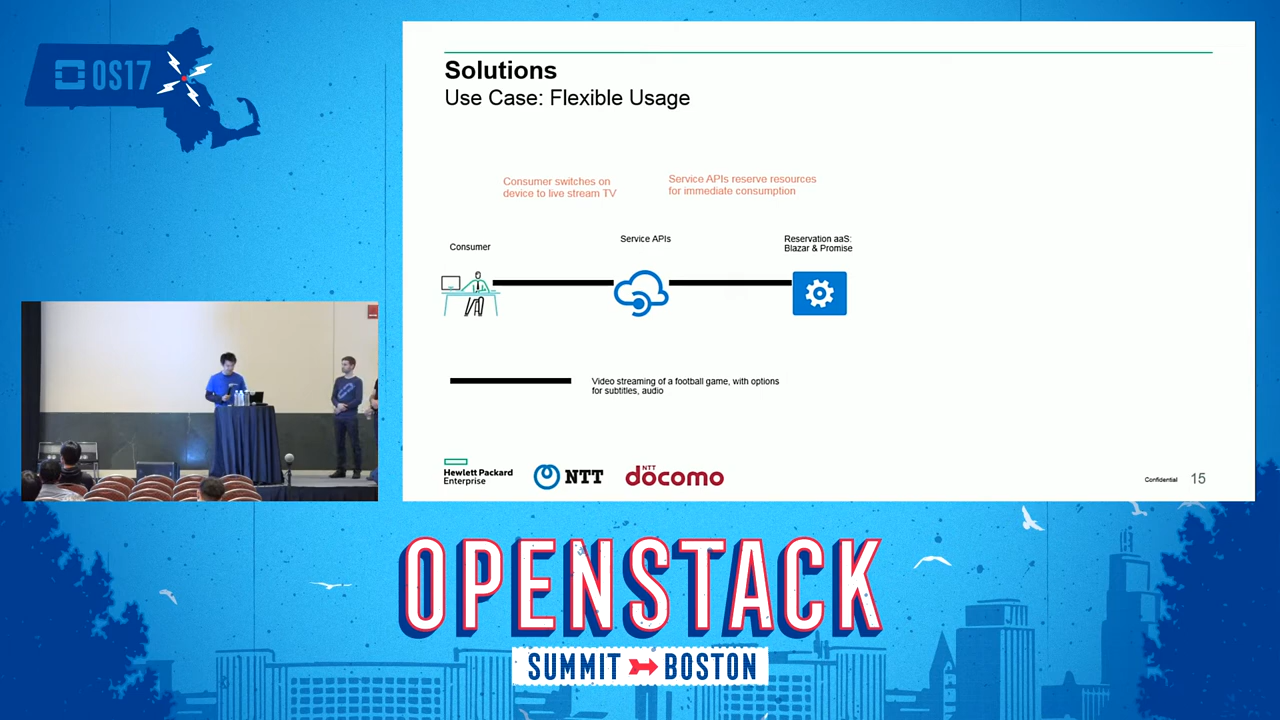 OS17
Solutions
Use Case: Flexible Usage
Consumer switches on
device to live stream TV
Service APIs reserve resources
for immediate consumption
Consumer
Service APIs
Reservation aaS:
Blazar & Promise
Video streaming of a football game, with options
for subtitles, audio
Hewlett Packard
Enterprise
NTT
NTT
docomo
Confidential
15
OPENSTACK
SUMMIT BOSTON